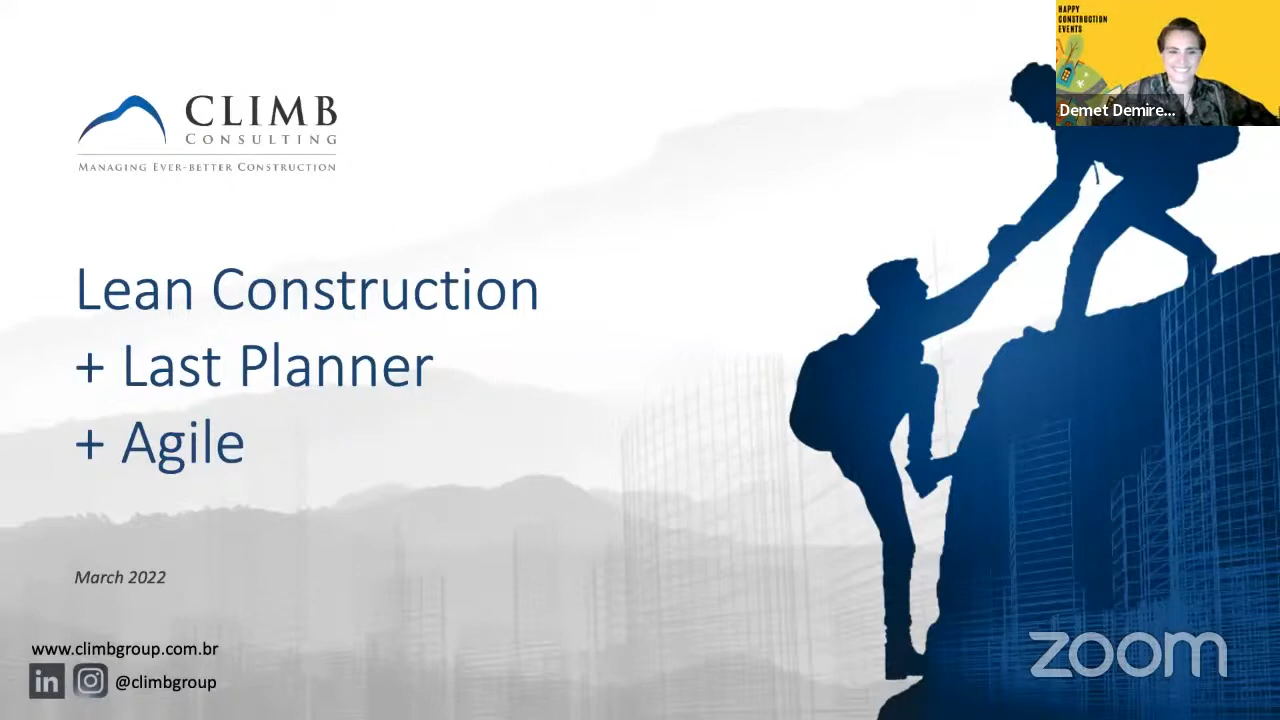 HAPPY
CONSTRUCTION
EVENTS
Demet Demire...
CLIMB
CONSULTING
MANAGING EVER-BETTER CONSTRUCTION
Lean Construction
+ Last Planner
+ Agile
March 2022
www.climbgroup.com.br
in
@climbgroup
zoom